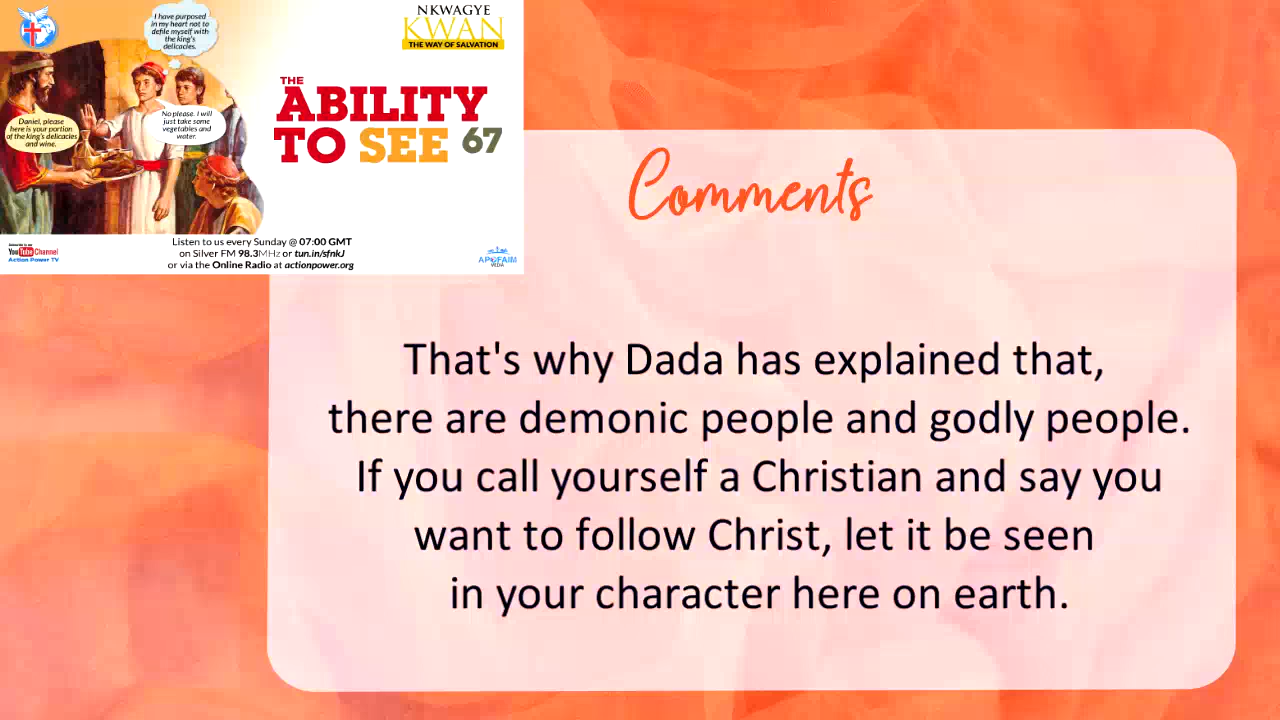 I have purposed
in my heart not to
defile myself with
the king's
delicacies.
NKWAGYE
KWAN
THE WAY OF SALVATION
THE
ABILITY
TO SEE 67
Daniel, please
here is your portion
of the king's delicacies
and wine.
No please. I will
just take some
vegetables and
water.
Listen to us every Sunday @ 07:00 GMT
on Silver FM 98.3MHz or tun.in/sfnkJ
or via the Online Radio at actionpower.org
YouTube Channel
Action Power TV
APOFAIM
Comments
That's why Dada has explained that,
there are demonic people and godly people.
If you call yourself a Christian and say you
want to follow Christ, let it be seen
in your character here on earth.